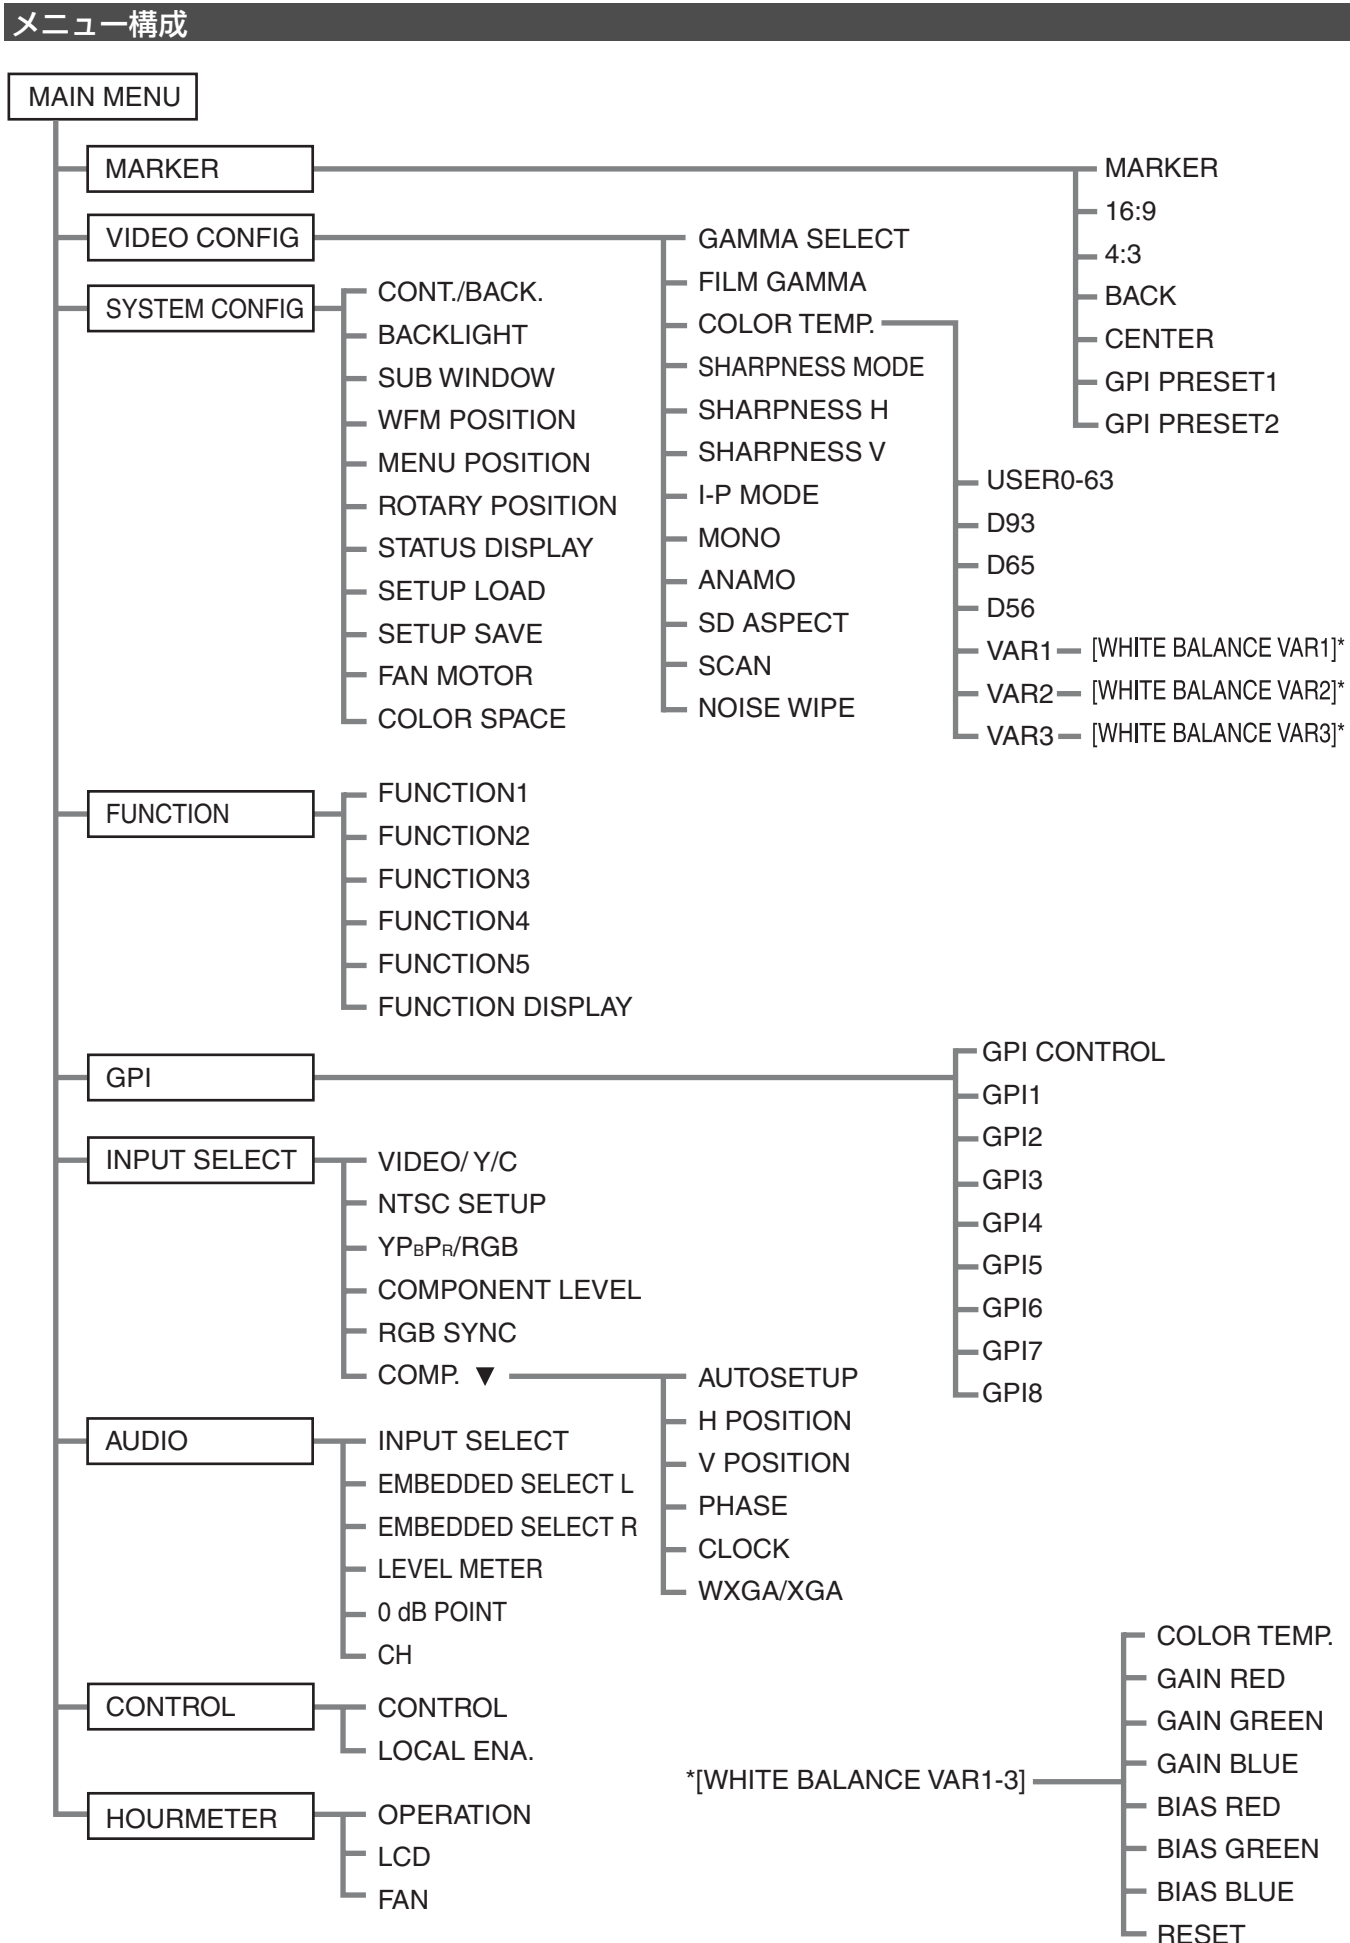 メニュー構成
MAIN MENU
MARKER
MARKER
16:9
4:3
BACK
CENTER
GPI PRESET1
GPI PRESET2
VIDEO CONFIG
GAMMA SELECT
FILM GAMMA
COLOR TEMP.
SHARPNESS MODE
SHARPNESS H
SHARPNESS V
I-P MODE
MONO
ANAMO
SD ASPECT
SCAN
NOISE WIPE
USER0-63
D93
D65
D56
VAR1 [WHITE BALANCE VAR1]*
VAR2 [WHITE BALANCE VAR2]*
VAR3 [WHITE BALANCE VAR3]*
SYSTEM CONFIG
CONT./BACK.
BACKLIGHT
SUB WINDOW
WFM POSITION
MENU POSITION
ROTARY POSITION
STATUS DISPLAY
SETUP LOAD
SETUP SAVE
FAN MOTOR
COLOR SPACE
FUNCTION
FUNCTION1
FUNCTION2
FUNCTION3
FUNCTION4
FUNCTION5
FUNCTION DISPLAY
GPI
GPI CONTROL
GPI1
GPI2
GPI3
GPI4
GPI5
GPI6
GPI7
GPI8
INPUT SELECT
VIDEO/ Y/C
NTSC SETUP
YPBPR/RGB
COMPONENT LEVEL
RGB SYNC
COMP. ▼
AUTOSETUP
H POSITION
V POSITION
PHASE
CLOCK
WXGA/XGA
AUDIO
INPUT SELECT
EMBEDDED SELECT L
EMBEDDED SELECT R
LEVEL METER
0 dB POINT
CH
CONTROL
CONTROL
LOCAL ENA.
HOURMETER
OPERATION
LCD
FAN
*[WHITE BALANCE VAR1-3]
COLOR TEMP.
GAIN RED
GAIN GREEN
GAIN BLUE
BIAS RED
BIAS GREEN
BIAS BLUE
RESET